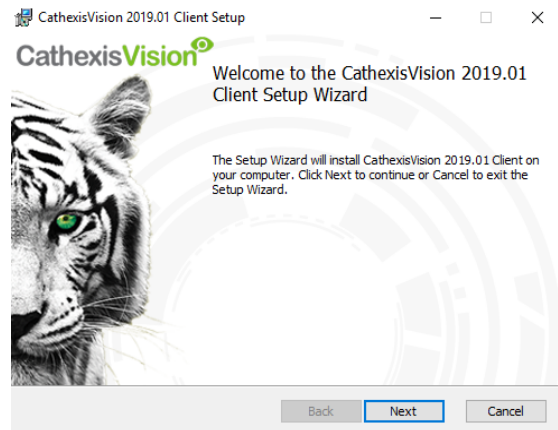 CathexisVision 2019.01 Client Setup
CathexisVision
Welcome to the CathexisVision 2019.01
Client Setup Wizard
The Setup Wizard will install CathexisVision 2019.01 Client on
your computer. Click Next to continue or Cancel to exit the
Setup Wizard.
Back Next Cancel